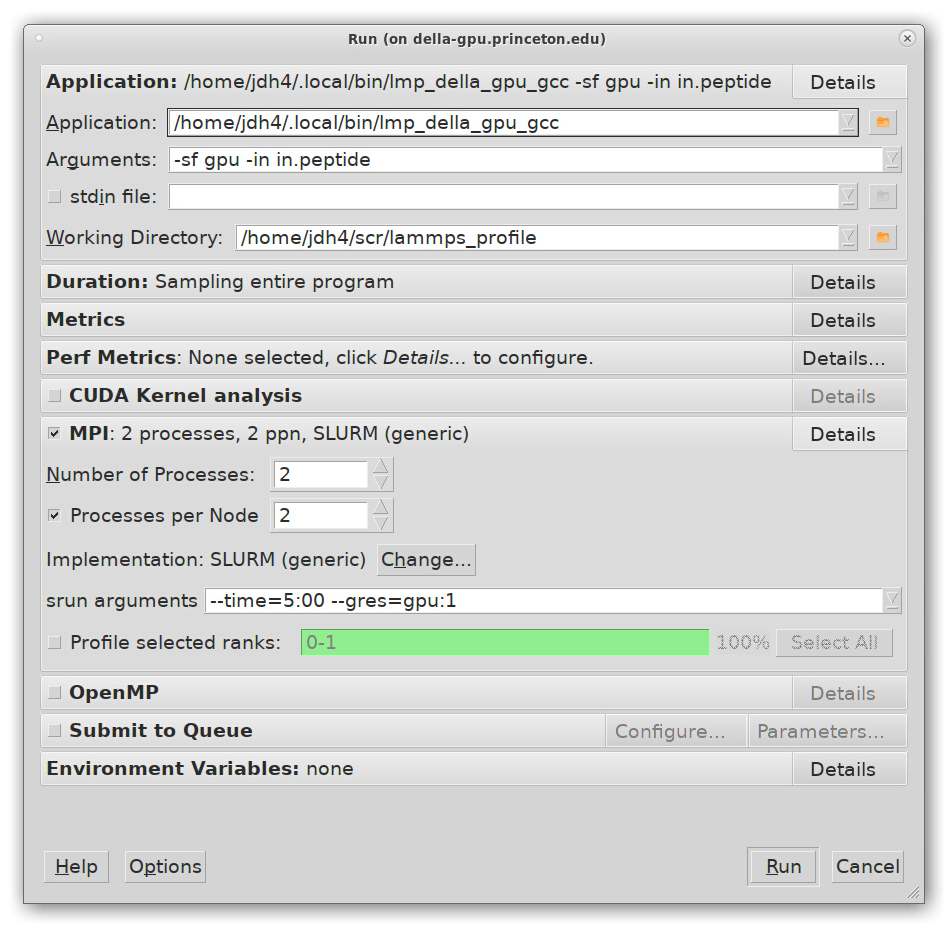 Run (on della-gpu.princeton.edu)
Application: /home/jdh4/.local/bin/lmp_della_gpu_gcc -sf gpu -in in.peptide Details
Application: /home/jdh4/.local/bin/lmp_della_gpu_gcc
Arguments: -sf gpu -in in.peptide
stdin file:
Working Directory: /home/jdh4/scr/lammps_profile
Duration: Sampling entire program Details
Metrics Details
Perf Metrics: None selected, click Details... to configure. Details...
CUDA Kernel analysis Details
MPI: 2 processes, 2 ppn, SLURM (generic) Details
Number of Processes: 2
Processes per Node 2
Implementation: SLURM (generic) Change...
srun arguments --time=5:00 --gres=gpu:1
Profile selected ranks: 0-1 100% Select All
OpenMP Details
Submit to Queue Configure... Parameters...
Environment Variables: none Details
Help Options Run Cancel